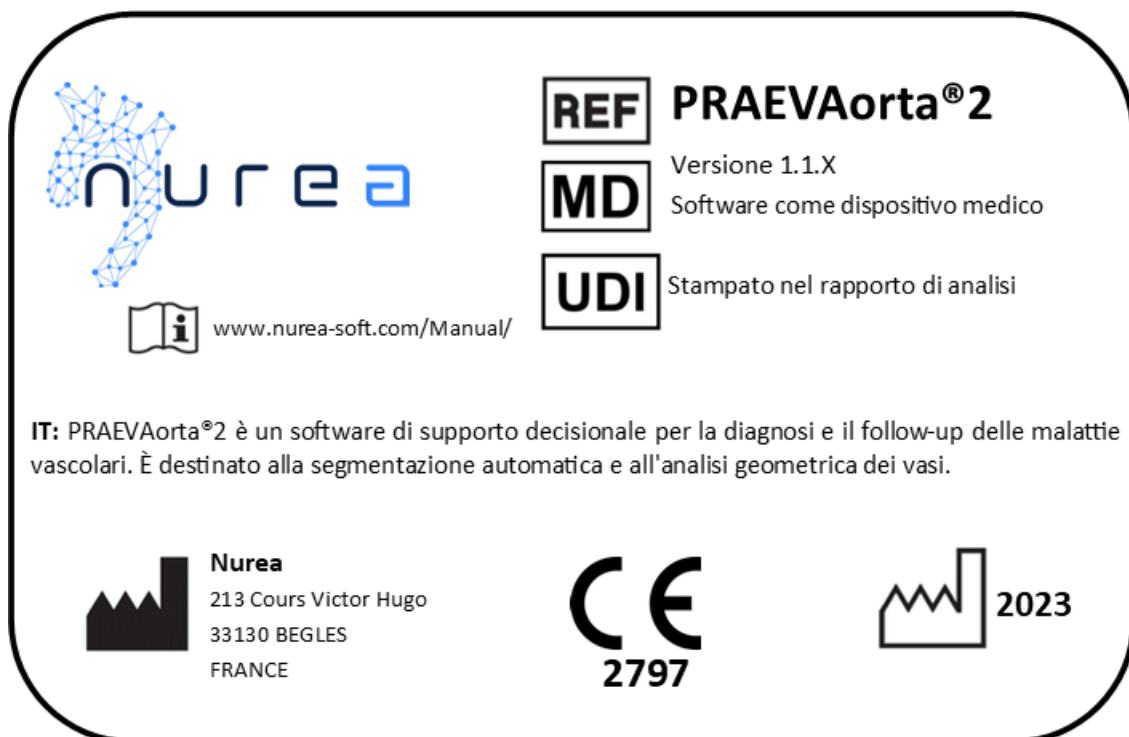 nurea
REF PRAEVAorta®2
MD Versione 1.1.X
Software come dispositivo medico
UDI Stampato nel rapporto di analisi
i www.nurea-soft.com/Manual/
IT: PRAEVAorta®2 è un software di supporto decisionale per la diagnosi e il follow-up delle malattie
vascolari. È destinato alla segmentazione automatica e all'analisi geometrica dei vasi.
Nurea
213 Cours Victor Hugo
33130 BEGLES
FRANCE
CE
2797
2023